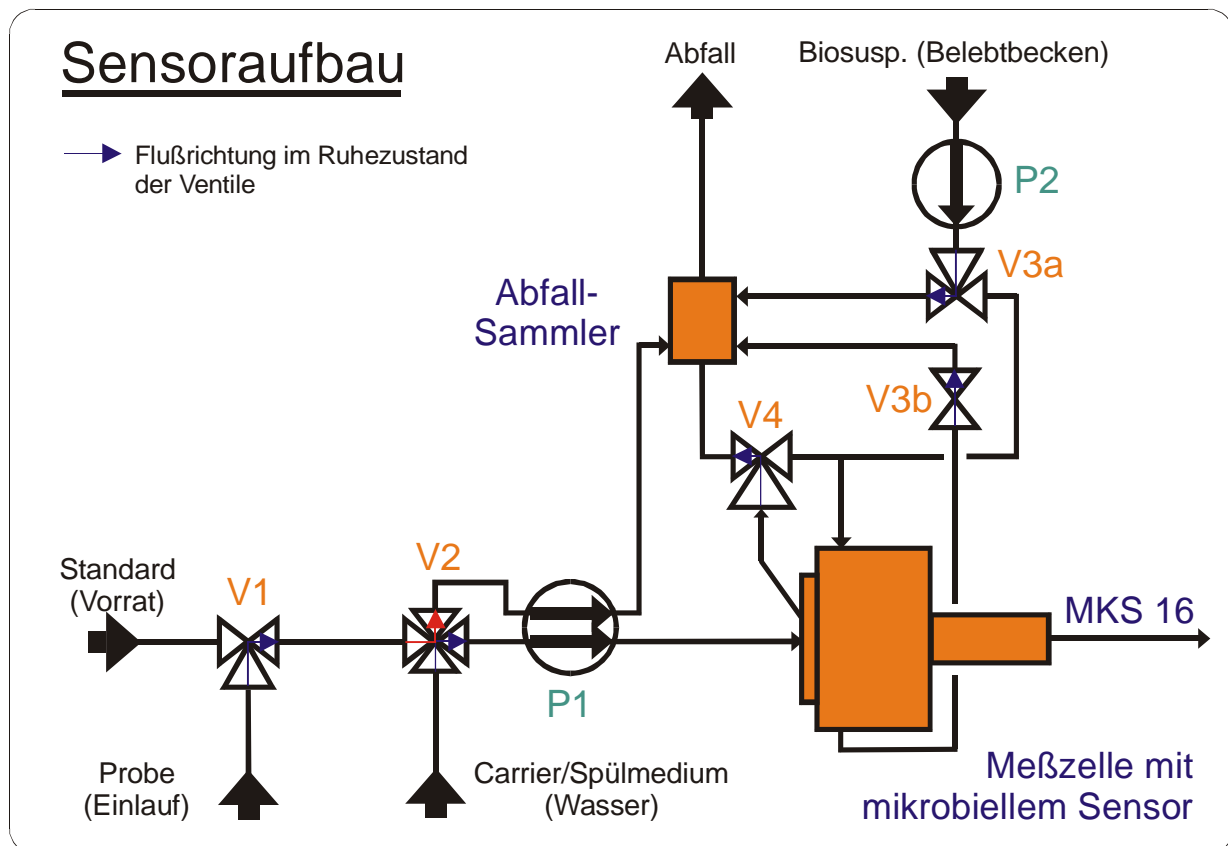 Sensoraufbau
Flußrichtung im Ruhezustand
der Ventile
Abfall
Biosusp. (Belebtbecken)
P2
V3a
Abfall-
Sammler
V3b
V4
Standard
(Vorrat)
V1
V2
P1
MKS 16
Probe
(Einlauf)
Carrier/Spülmedium
(Wasser)
Meßzelle mit
mikrobiellem Sensor